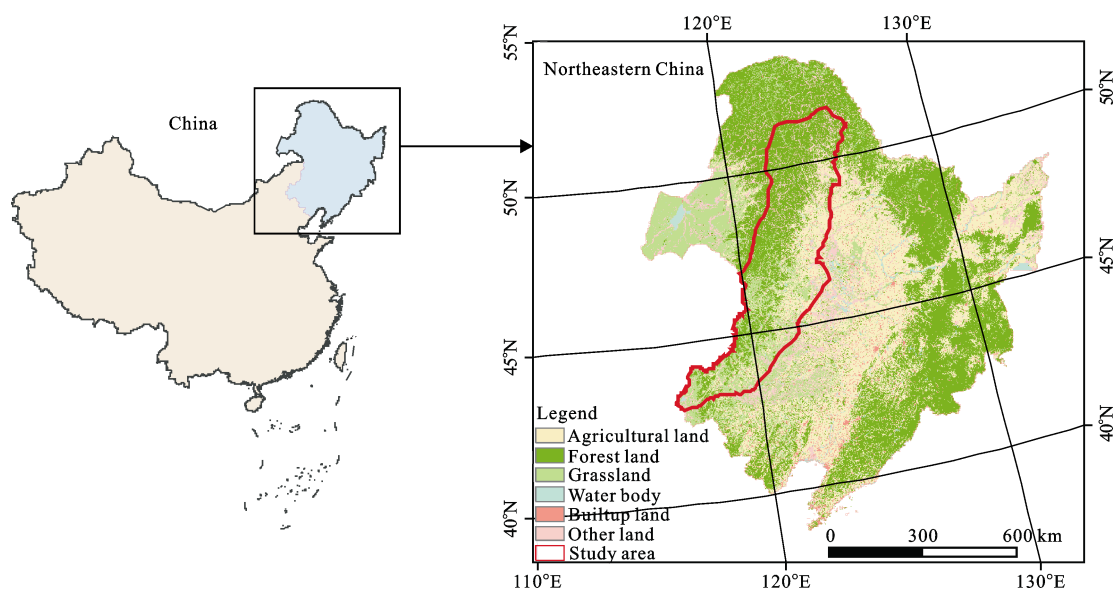 China
120°E
130°E
55°N
Northeastern China
50°N
50°N
45°N
45°N
40°N
40°N
Legend
Agricultural land
Forest land
Grassland
Water body
Builtup land
Other land
Study area
0 300 600 km
110°E
120°E
130°E